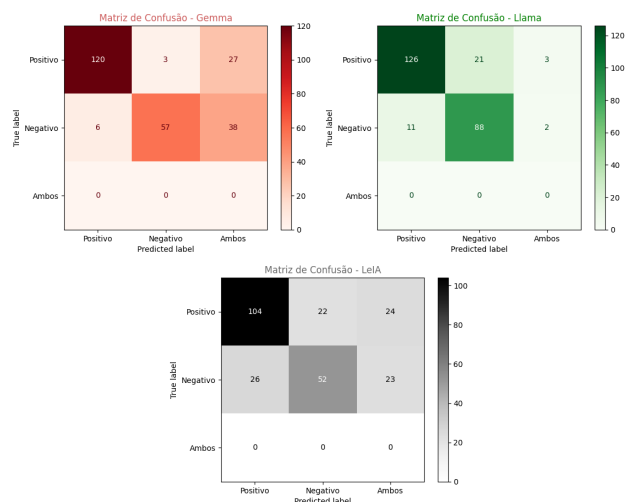 Matriz de Confusão - Gemma
True label
Positivo 120 3 27
Negativo 6 57 38
Ambos 0 0 0
Positivo Negativo Ambos
Predicted label
120
100
80
60
40
20
0
Matriz de Confusão - Llama
True label
Positivo 126 21 3
Negativo 11 88 2
Ambos 0 0 0
Positivo Negativo Ambos
Predicted label
120
100
80
60
40
20
0
Matriz de Confusão - LeIA
True label
Positivo 104 22 24
Negativo 26 52 23
Ambos 0 0 0
Positivo Negativo Ambos
Predicted label
100
80
60
40
20
0